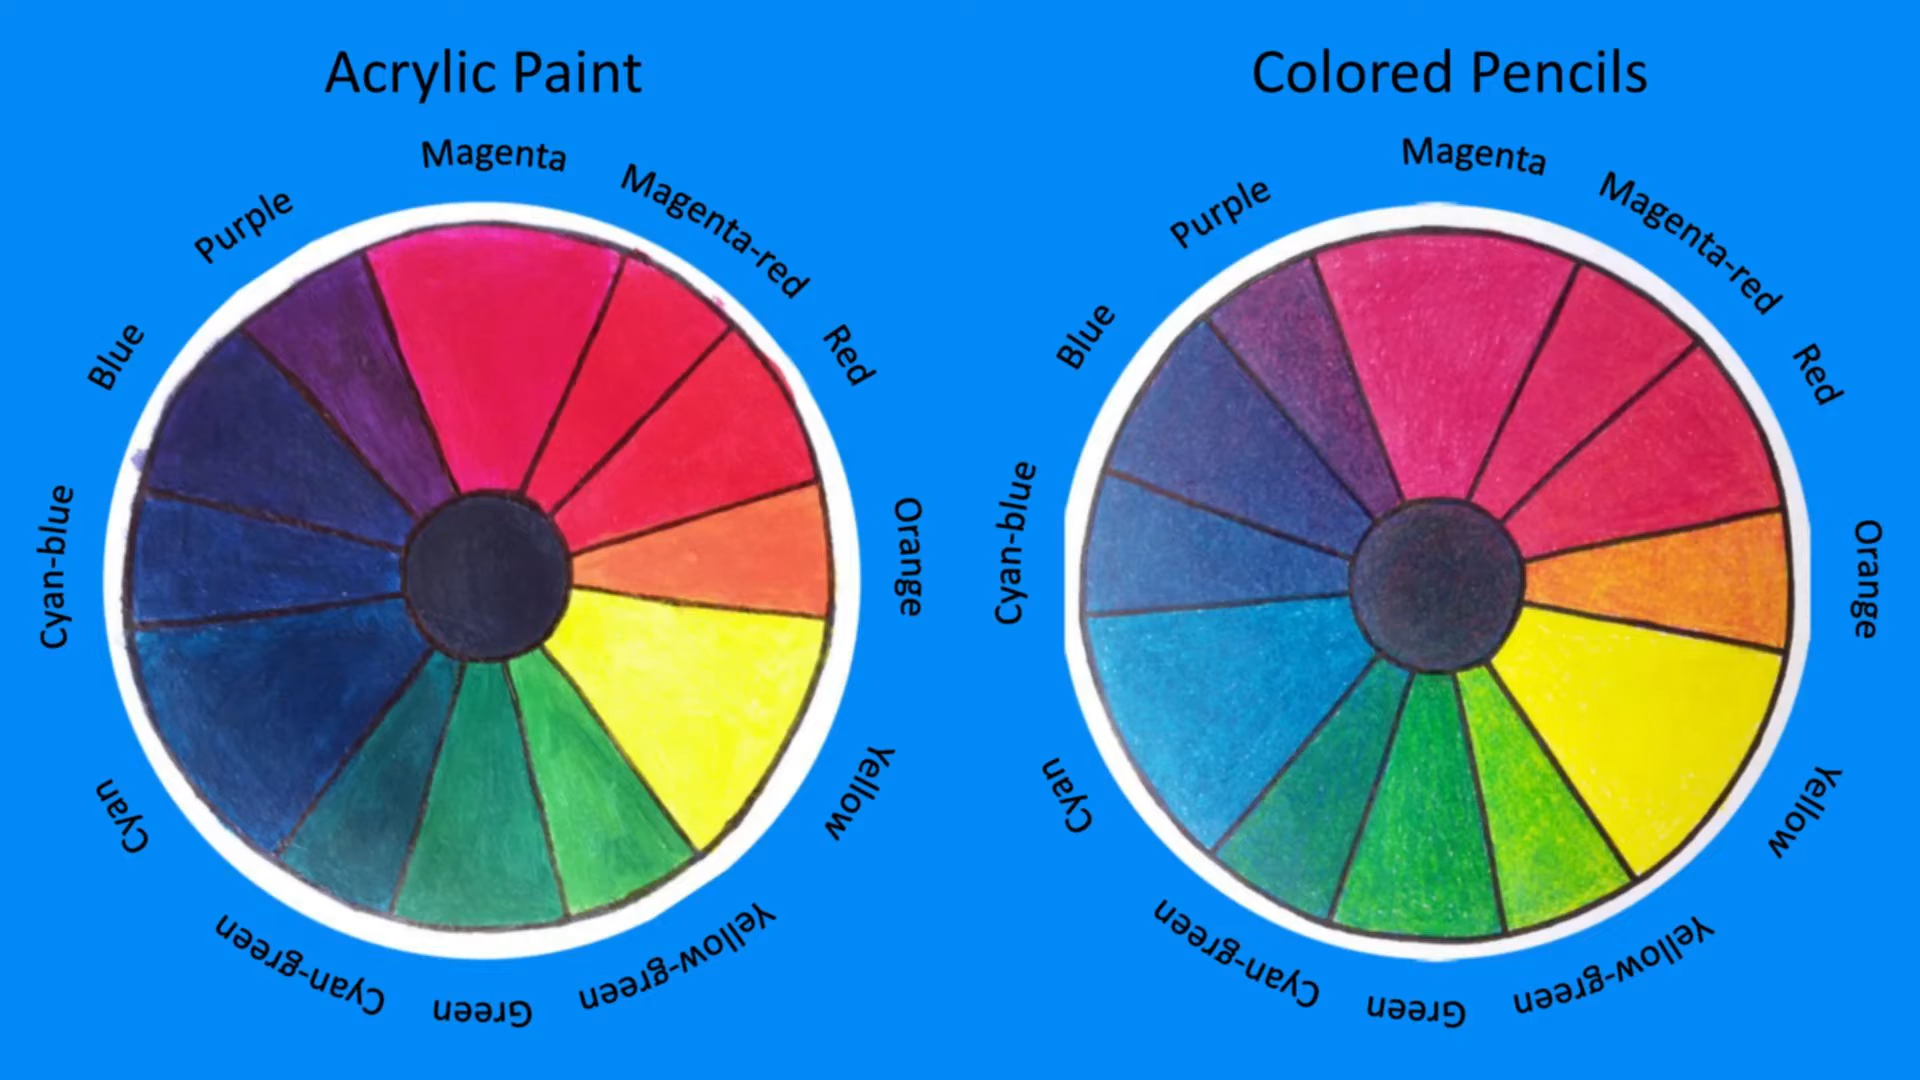 Acrylic Paint
Magenta
Magenta-red
Red
Orange
Yellow
Yellow-green
Green
Cyan-green
Cyan
Cyan-blue
Blue
Purple
Colored Pencils
Magenta
Magenta-red
Red
Orange
Yellow
Yellow-green
Green
Cyan-green
Cyan
Cyan-blue
Blue
Purple